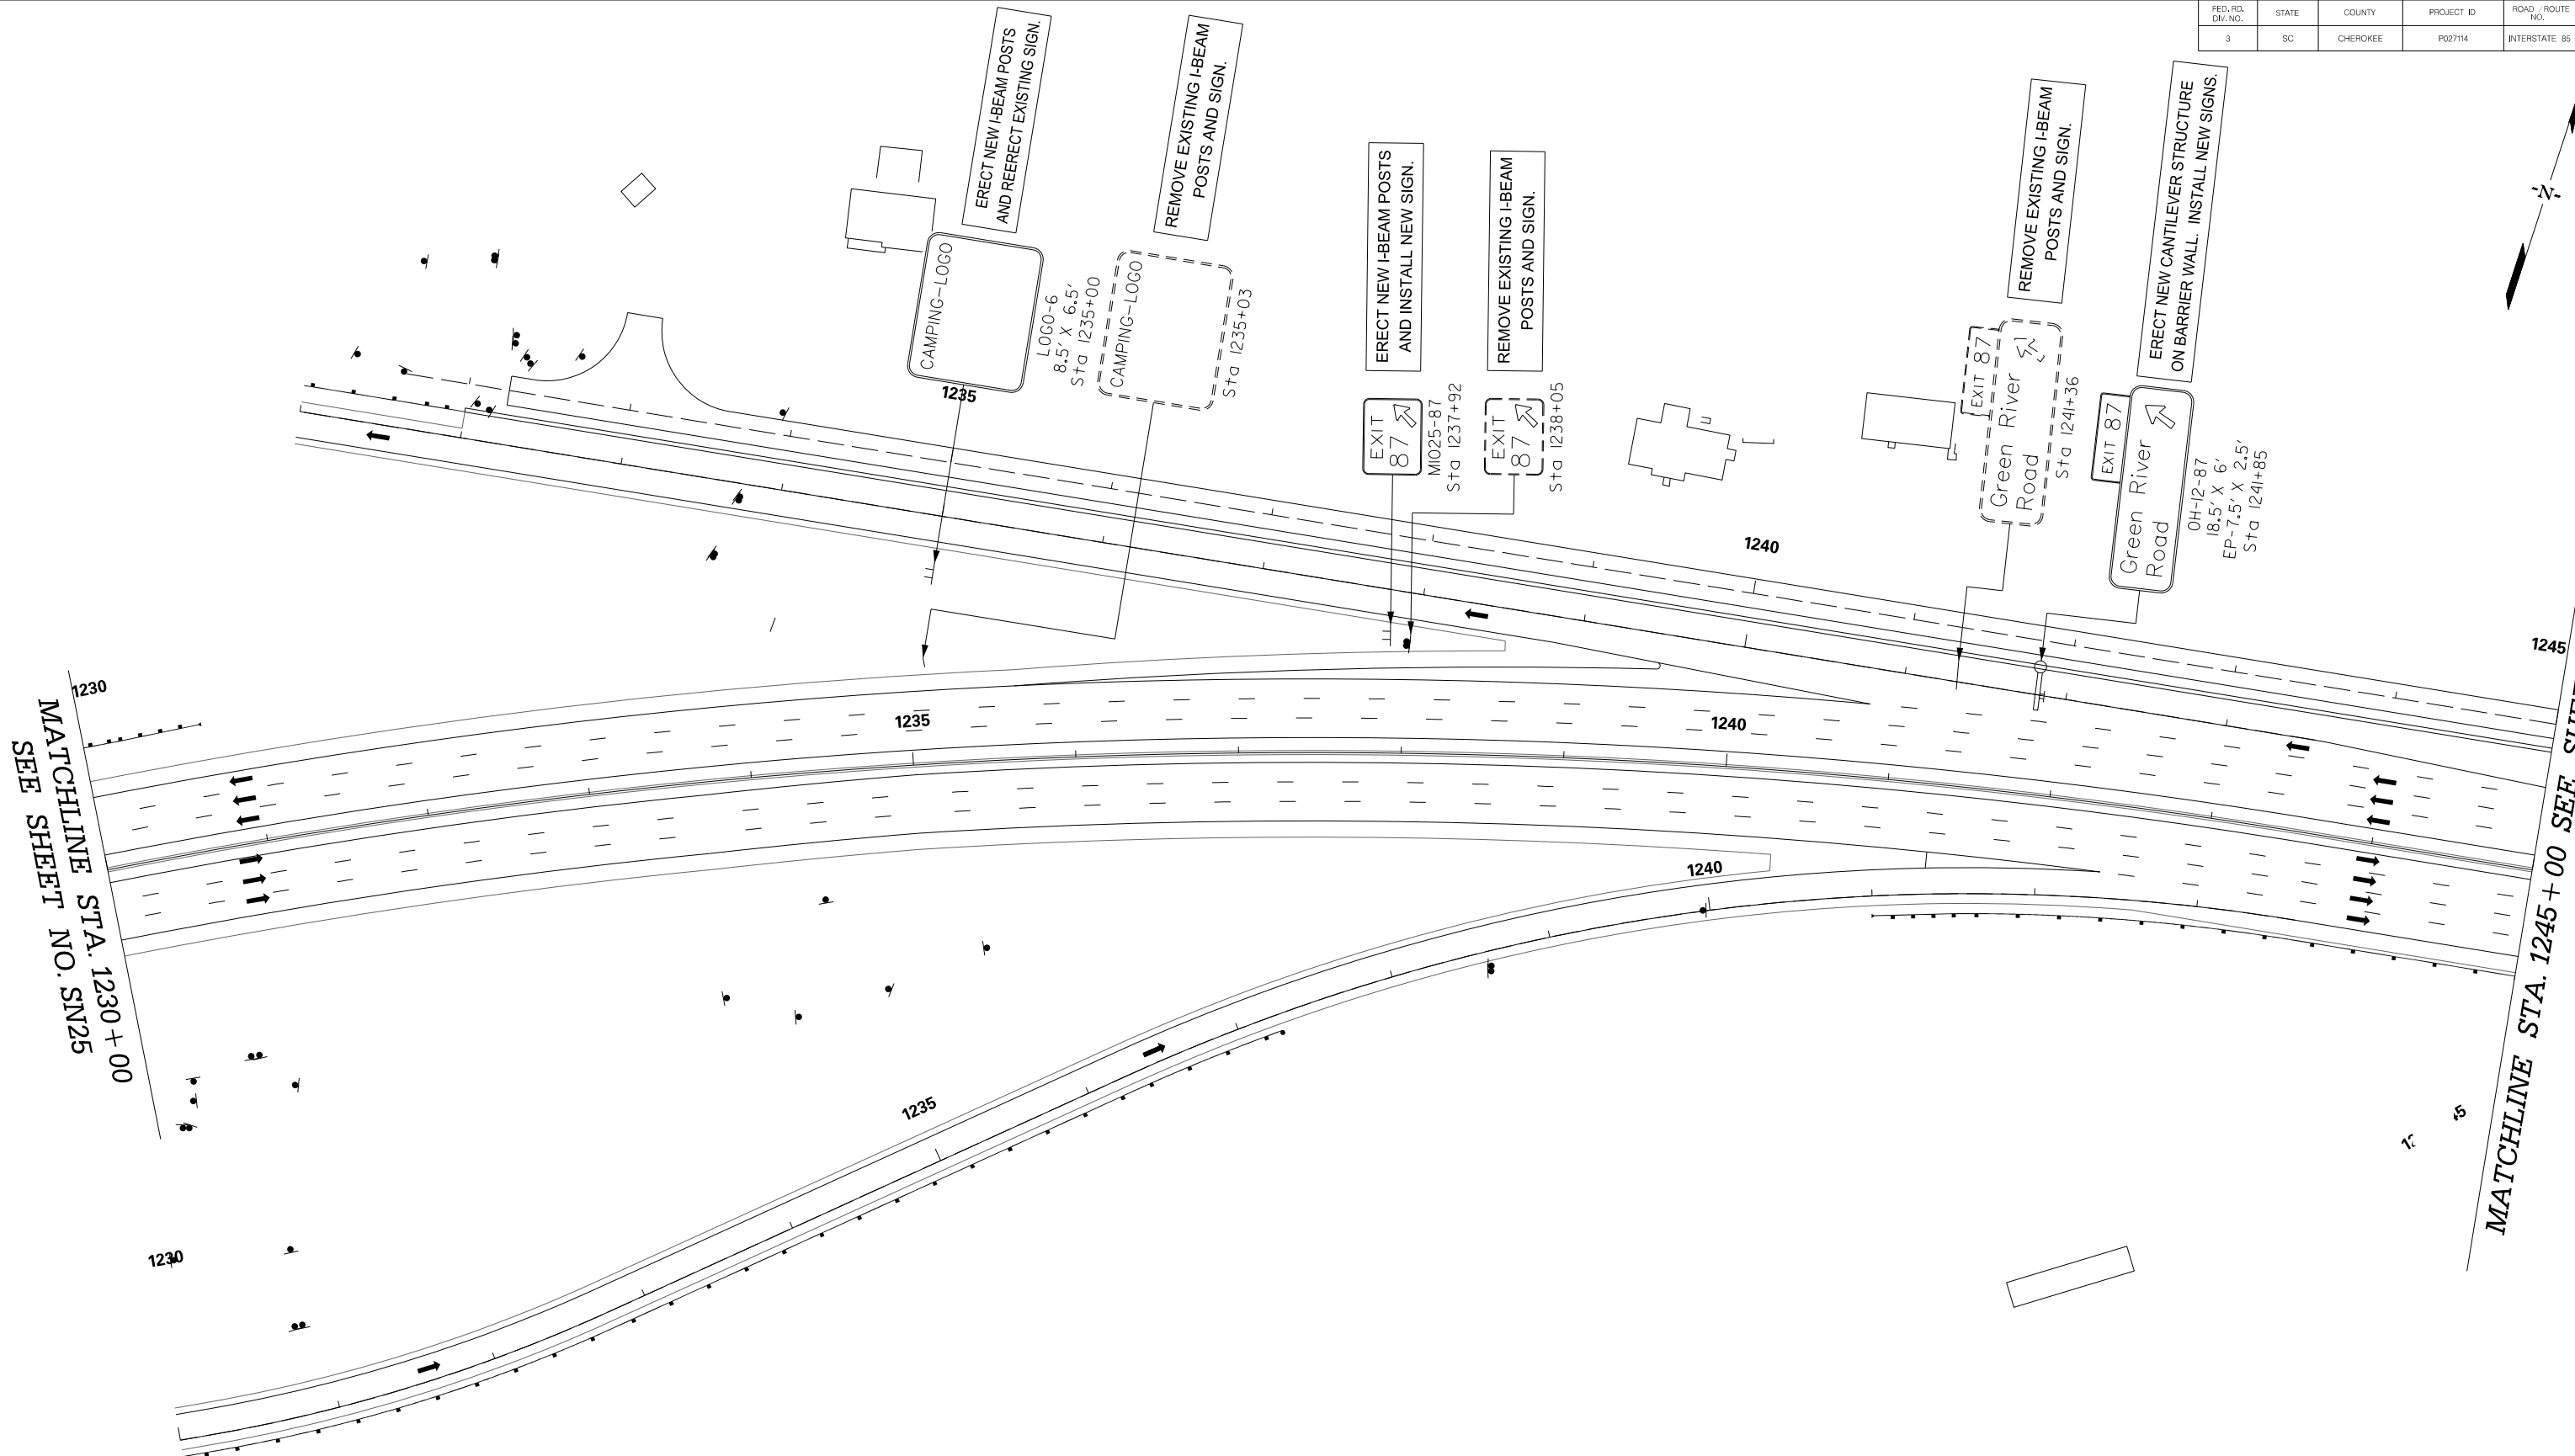 FED. RD. DIV. NO.
STATE
COUNTY
PROJECT ID
ROAD / ROUTE NO.
3
SC
CHEROKEE
P027114
INTERSTATE 85
ERECT NEW I-BEAM POSTS
AND REERECT EXISTING SIGN.
REMOVE EXISTING I-BEAM
POSTS AND SIGN.
ERECT NEW I-BEAM POSTS
AND INSTALL NEW SIGN.
REMOVE EXISTING I-BEAM
POSTS AND SIGN.
REMOVE EXISTING I-BEAM
POSTS AND SIGN.
ERECT NEW CANTILEVER STRUCTURE
ON BARRIER WALL. INSTALL NEW SIGNS.
-N-
CAMPING-LOGO
LOGO-6
8.5' X 6.5'
Sta 1235+00
CAMPING-LOGO
Sta 1235+03
EXIT
87
MI025-87
Sta 1237+92
EXIT
87
Sta 1238+05
EXIT 87
Green River
Road
Sta 1241+36
EXIT 87
Green River
Road
OH-12-87
18.5' X 6'
EP-7.5' X 2.5'
Sta 1241+85
1235
1240
1245
1230
1235
1240
1240
1235
1230
MATCHLINE STA. 1230+00
SEE SHEET NO. SN25
MATCHLINE STA. 1245+00 SEE